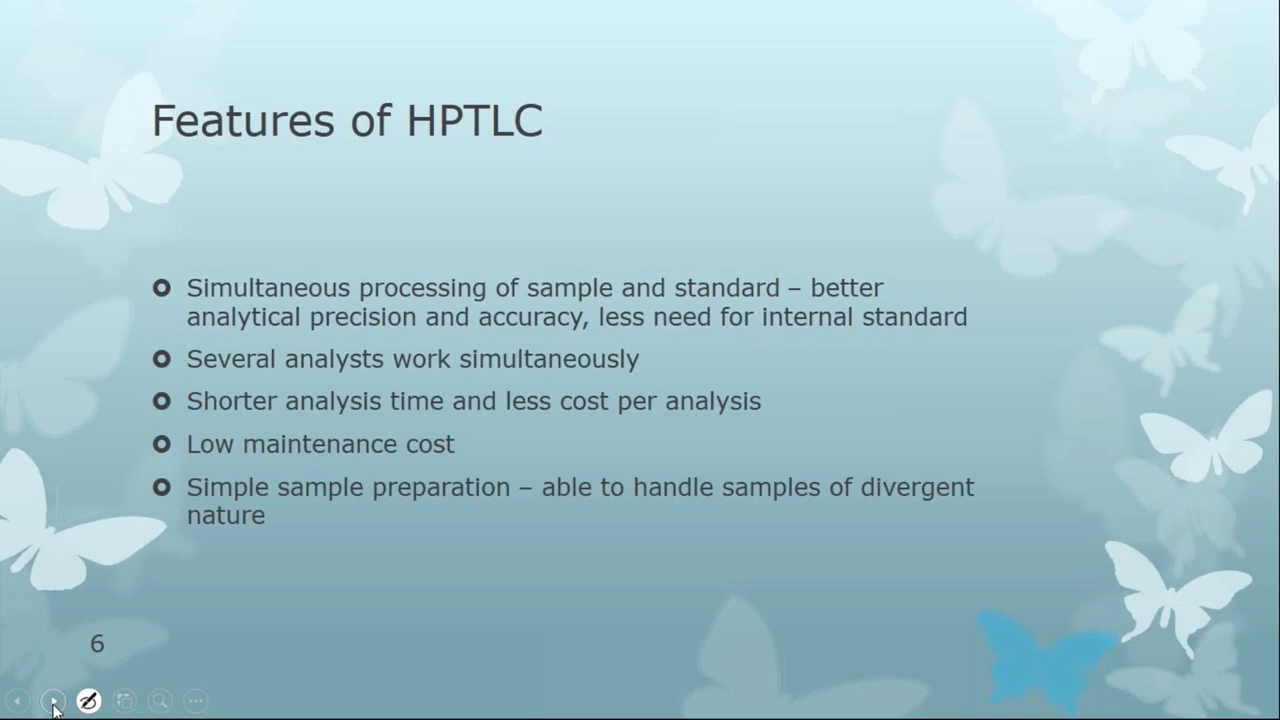 Features of HPTLC
Simultaneous processing of sample and standard – better
analytical precision and accuracy, less need for internal standard
Several analysts work simultaneously
Shorter analysis time and less cost per analysis
Low maintenance cost
Simple sample preparation – able to handle samples of divergent
nature
6